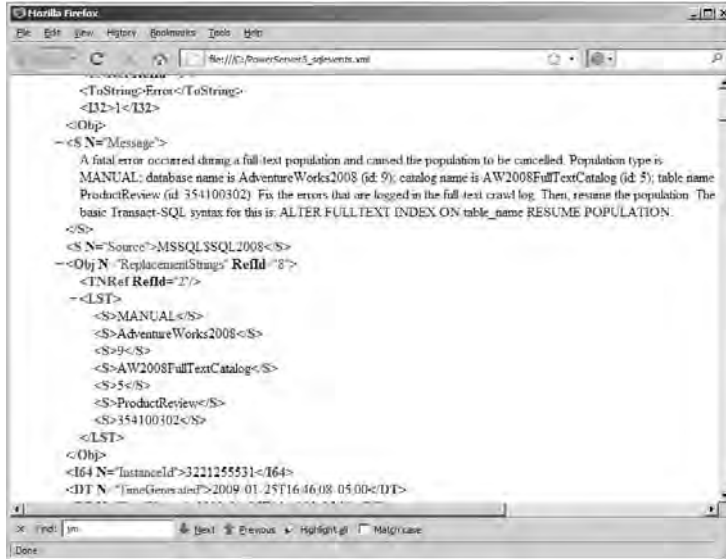 Mozilla Firefox
File Edit View History Bookmarks Tools Help
file:///C:/PowerServer3_sqlevents.xml
<ToString>Error</ToString>
<I32>1</I32>
</Obj>
−<S N="Message">
A fatal error occurred during a full-text population and caused the population to be cancelled. Population type is
MANUAL; database name is AdventureWorks2008 (id: 9); catalog name is AW2008FullTextCatalog (id: 5); table name
ProductReview (id: 354100302). Fix the errors that are logged in the full-text crawl log. Then, resume the population. The
basic Transact-SQL syntax for this is: ALTER FULLTEXT INDEX ON table_name RESUME POPULATION.
</S>
<S N="Source">MSSQL$SQL2008</S>
−<Obj N="ReplacementStrings" RefId="8">
<TNRef RefId="2"/>
−<LST>
<S>MANUAL</S>
<S>AdventureWorks2008</S>
<S>9</S>
<S>AW2008FullTextCatalog</S>
<S>5</S>
<S>ProductReview</S>
<S>354100302</S>
</LST>
</Obj>
<I64 N="InstanceId">3221255531</I64>
<DT N="TimeGenerated">2009-01-25T16:46:08-05:00</DT>
× Find: Next Previous Highlight all Match case
Done